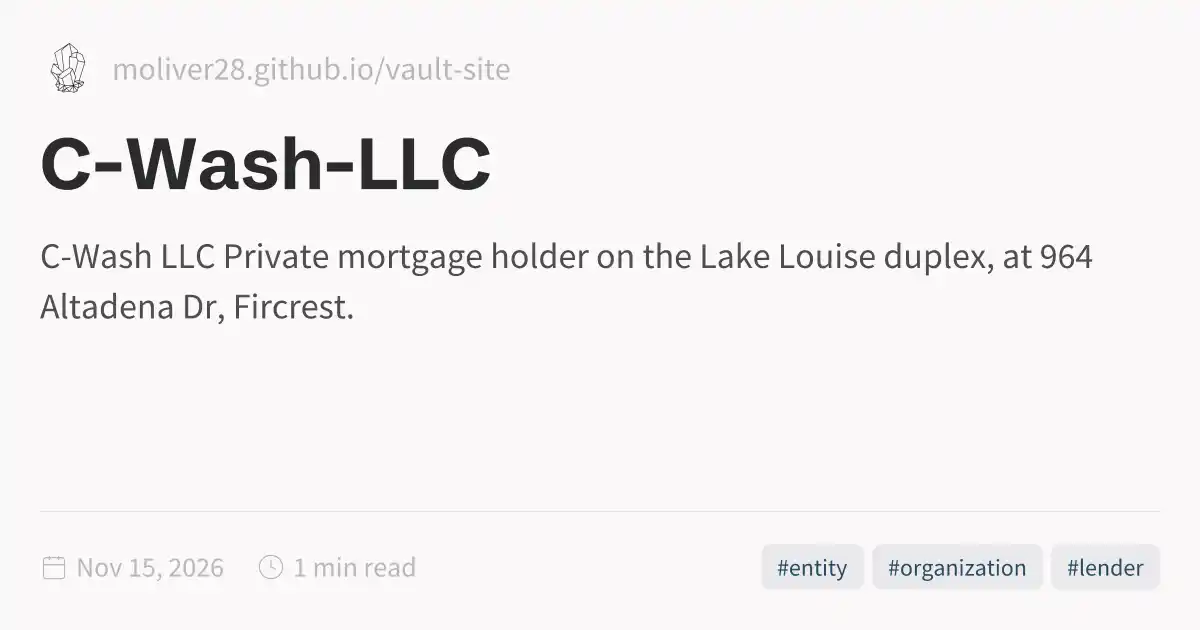 moliver28.github.io/vault-site
C-Wash-LLC
C-Wash LLC Private mortgage holder on the Lake Louise duplex, at 964
Altadena Dr, Fircrest.
Nov 15, 2026
1 min read
#entity
#organization
#lender